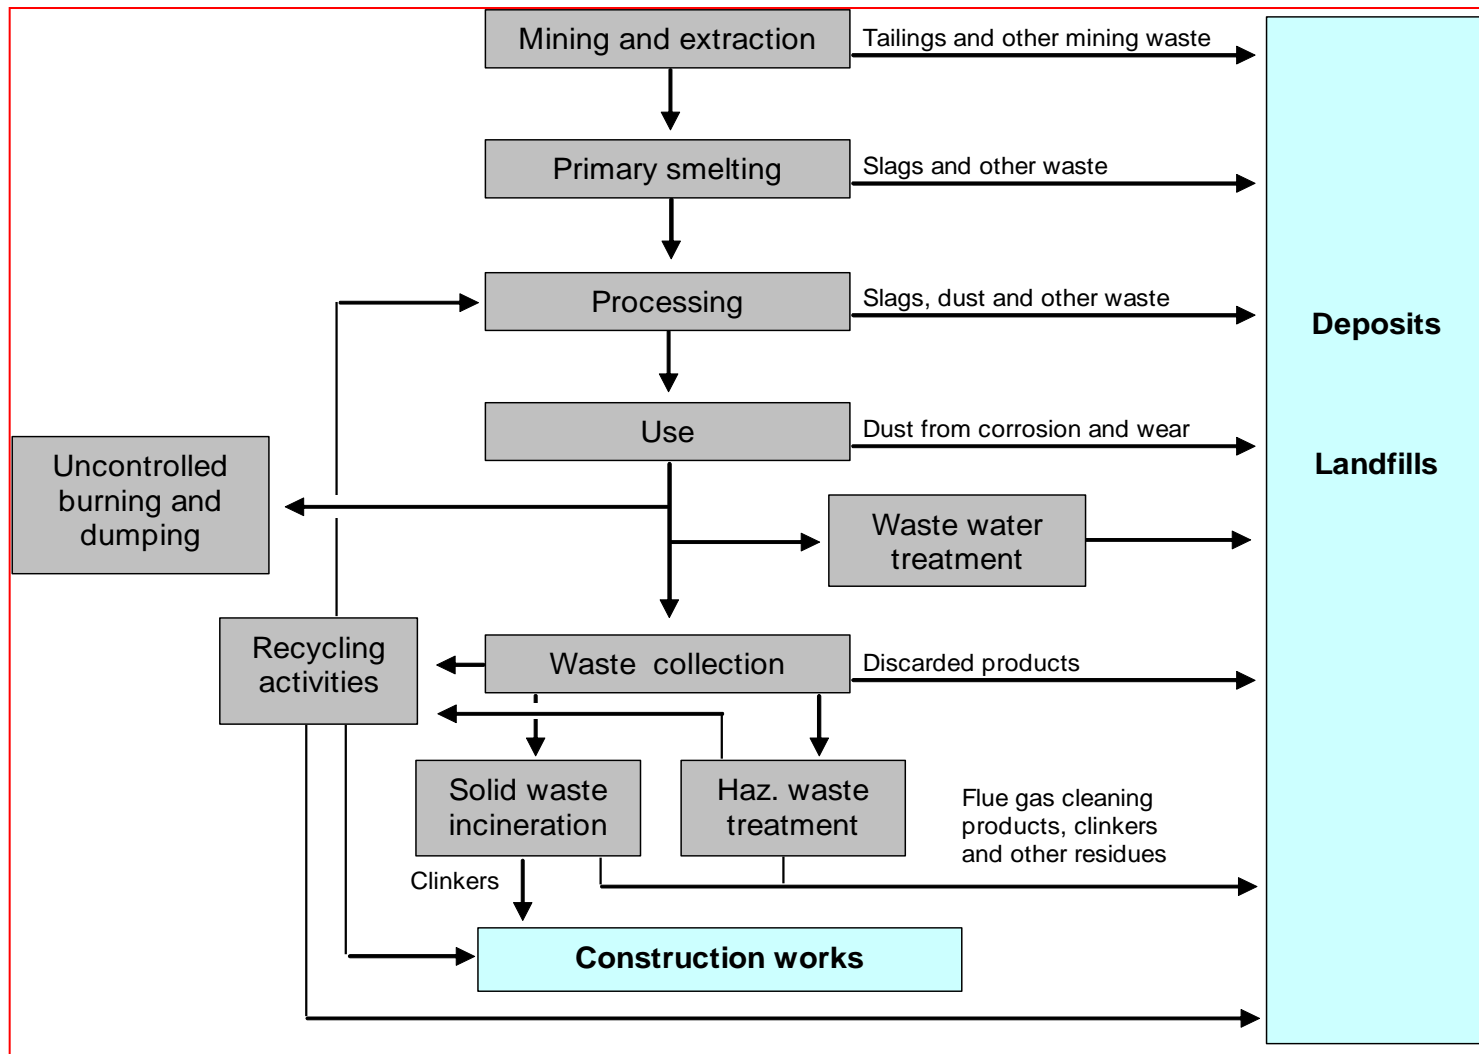 Mining and extraction
Tailings and other mining waste
Primary smelting
Slags and other waste
Processing
Slags, dust and other waste
Deposits
Use
Dust from corrosion and wear
Landfills
Uncontrolled
burning and
dumping
Waste water
treatment
Recycling
activities
Waste collection
Discarded products
Solid waste
incineration
Haz. waste
treatment
Flue gas cleaning
products, clinkers
and other residues
Clinkers
Construction works